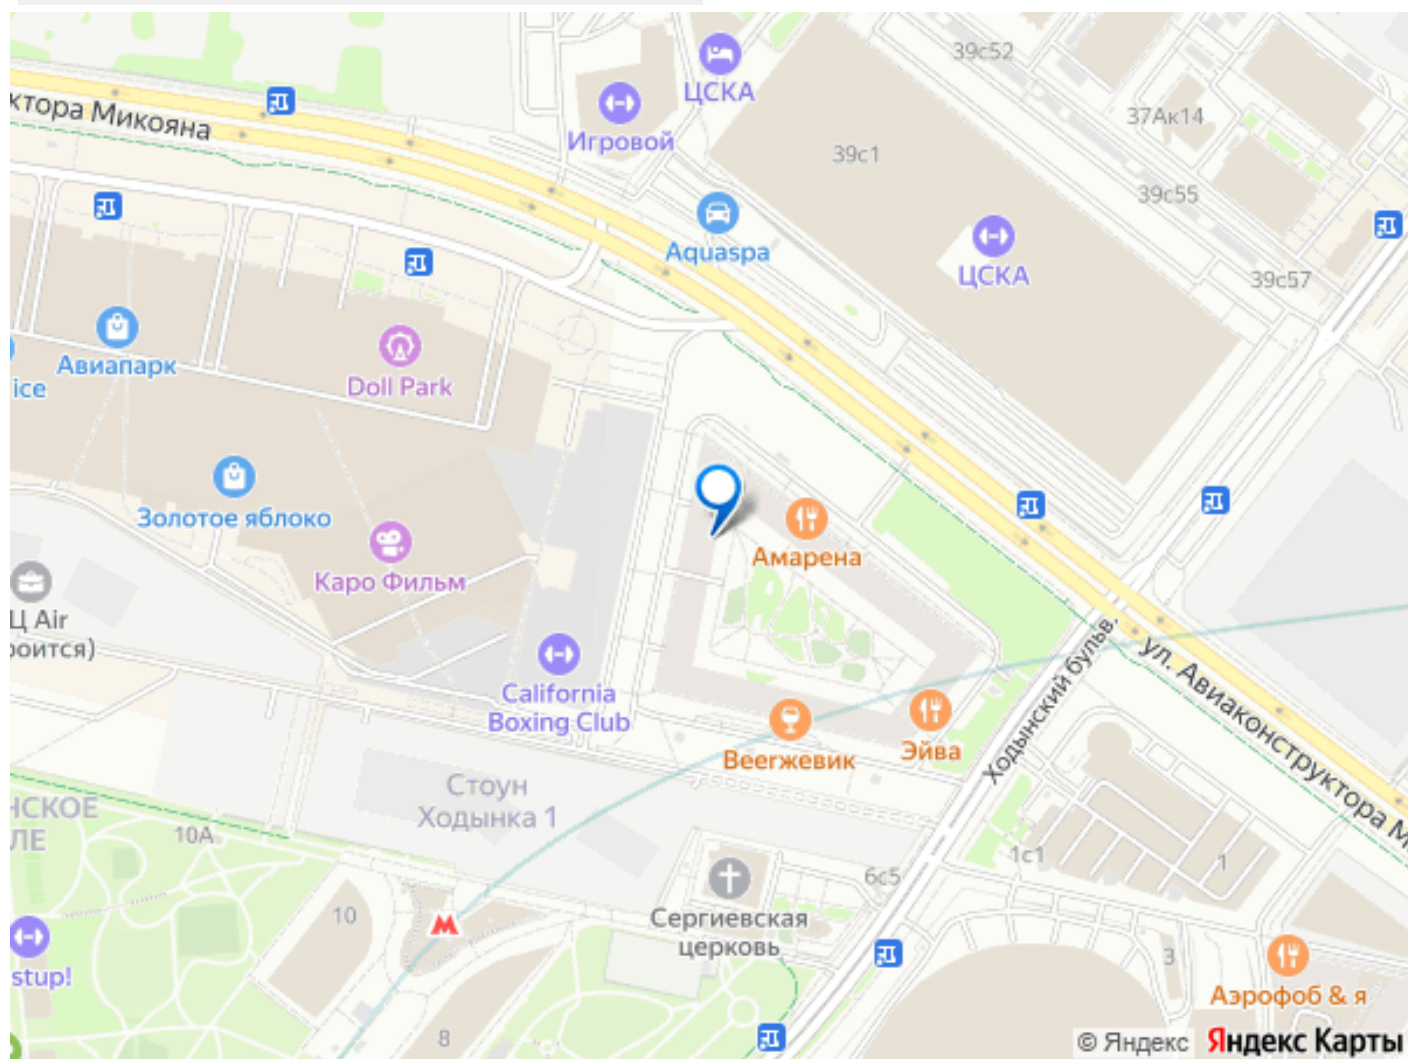 ЦСКА
39с52
ктора Микояна
Игровой
37Ак14
39с1
39с55
Aquaspa
ЦСКА
39с57
Авиапарк
Doll Park
ice
Золотое яблоко
Амарена
Каро Фильм
Ц Air
роится)
California
Boxing Club
Beerжевик
Эйва
Ходынский бульв.
ул. Авиаконструктора М
Стоун
Ходынка 1
НСКОЕ
ЛЕ
10А
1с1
1
6с5
10
Сергиевская
церковь
М
stup!
3
Аэрофоб & я
8
© Яндекс Яндекс Карты